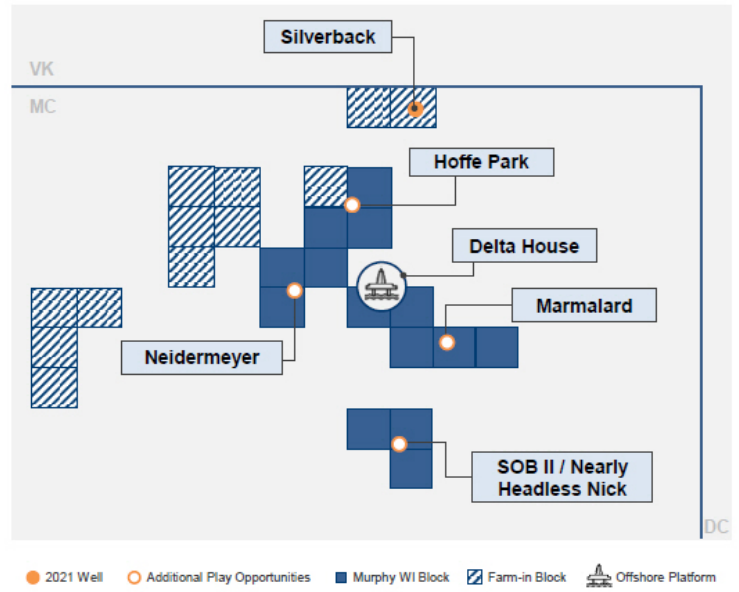 Silverback
VK
MC
Hoffe Park
Delta House
Marmalard
Neidermeyer
SOB II / Nearly
Headless Nick
DC
2021 Well
Additional Play Opportunities
Murphy WI Block
Farm-in Block
Offshore Platform